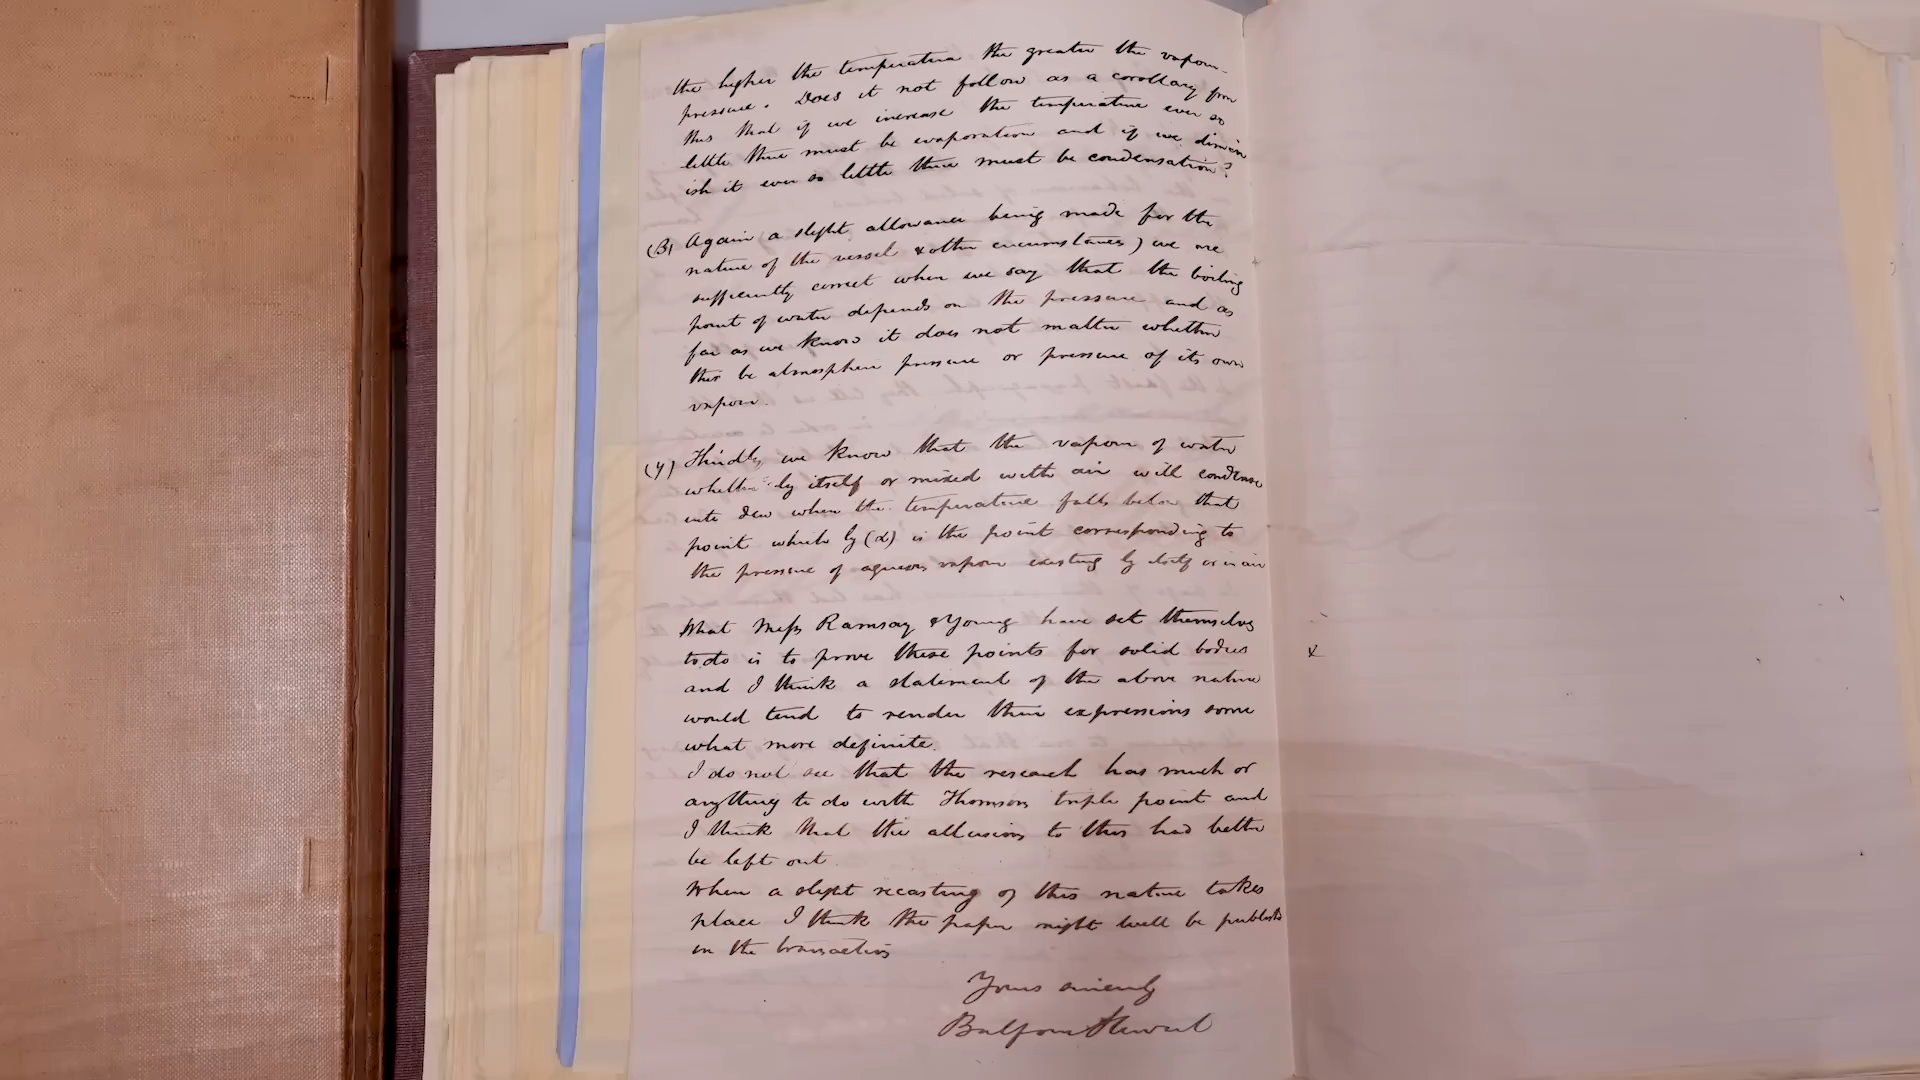 the higher the temperature the greater the vapour-
pressure. Does it not follow as a corollary from
this that if we increase the temperature ever so
little there must be evaporation and if we dimin
ish it ever so little there must be condensation?
(β) Again a slight allowance being made for the
nature of the vessel & other circumstances) we are
sufficiently correct when we say that the boiling
point of water depends on the pressure and as
far as we know it does not matter whether
this be atmospheric pressure or pressure of its own
vapour.
(γ) Thirdly we know that the vapour of water
whether by itself or mixed with air will condense
into dew when the temperature falls below that
point which by (α) is the point corresponding to
the pressure of aqueous vapour existing by itself or in air
What Messrs Ramsay & Young have set themselves
to do is to prove these points for solid bodies
x
and I think a statement of the above nature
would tend to render their expressions some
what more definite.
I do not see that the research has much or
anything to do with Thomsons triple point and
I think that the allusions to this had better
be left out.
When a slight recasting of this nature takes
place I think the paper might well be published
in the transactions
Yours sincerely
Balfour Stewart